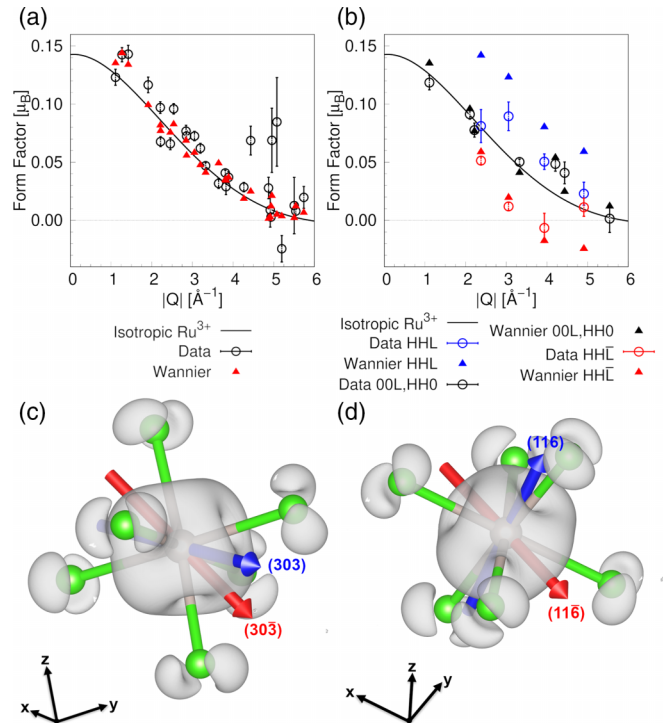 (a)
Form Factor [μB]
0.15
0.10
0.05
0.00
0 1 2 3 4 5 6
|Q| [Å⁻¹]
Isotropic Ru³⁺
Data
Wannier
(b)
Form Factor [μB]
0.15
0.10
0.05
0.00
0 1 2 3 4 5 6
|Q| [Å⁻¹]
Isotropic Ru³⁺
Data HHL
Wannier HHL
Data 00L,HH0
Wannier 00L,HH0
Data HHL̅
Wannier HHL̅
(c)
(303)
(303̅)
z
x
y
(d)
(116)
(116̅)
z
x
y